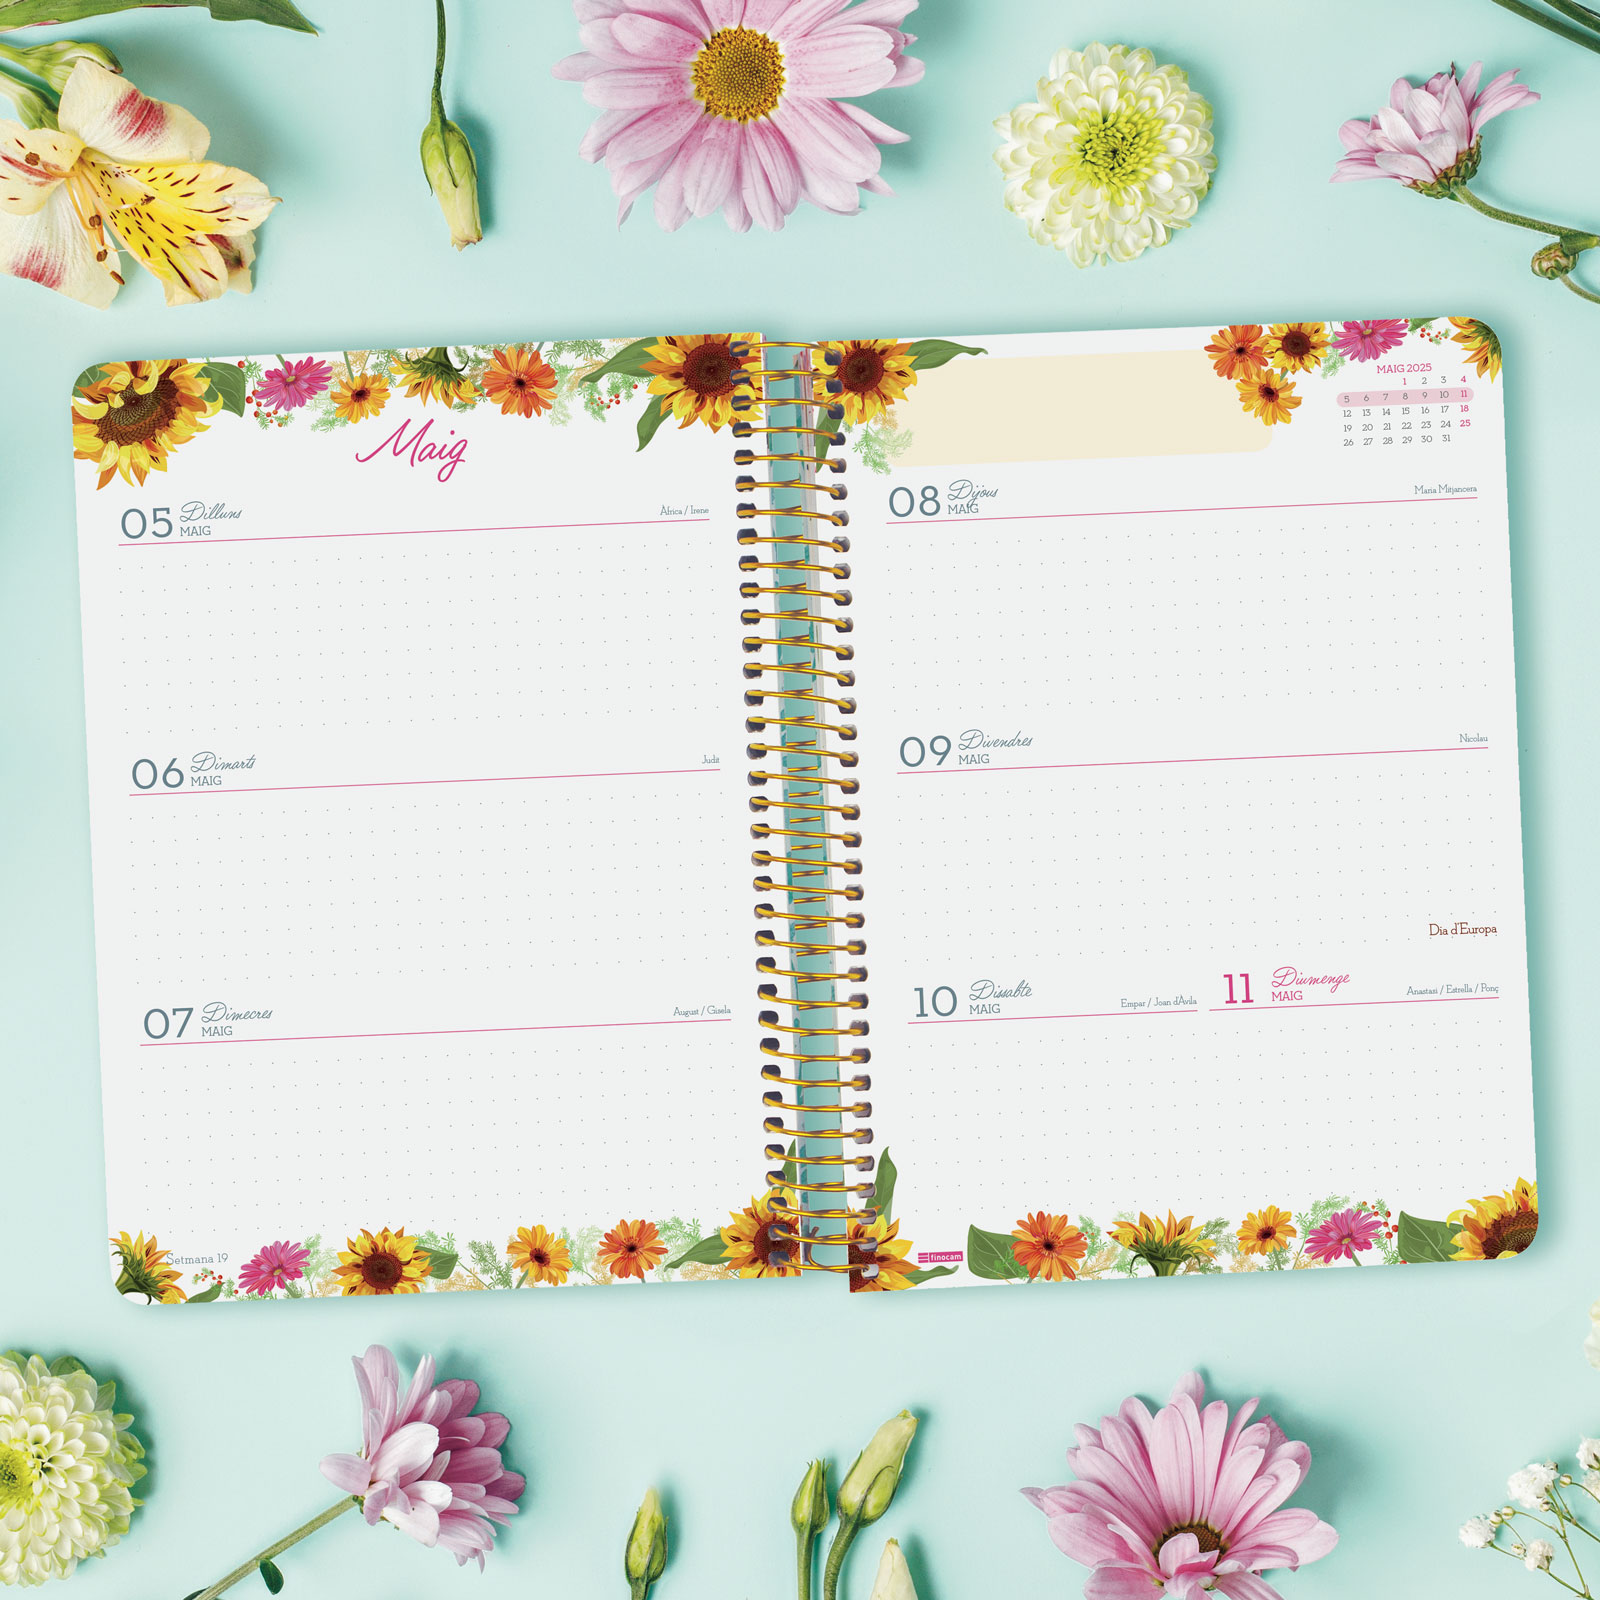 Maig
05 Dilluns
MAIG
Àfrica / Irene
06 Dimarts
MAIG
Judit
07 Dimecres
MAIG
August / Gisela
Setmana 19
MAIG 2025
1 2 3 4
5 6 7 8 9 10 11
12 13 14 15 16 17 18
19 20 21 22 23 24 25
26 27 28 29 30 31
08 Dijous
MAIG
Maria Mitjancera
09 Divendres
MAIG
Nicolau
Dia d'Europa
10 Dissabte
MAIG
Empar / Joan d'Avila
11 Diumenge
MAIG
Anastasi / Estrella / Ponç
finocam